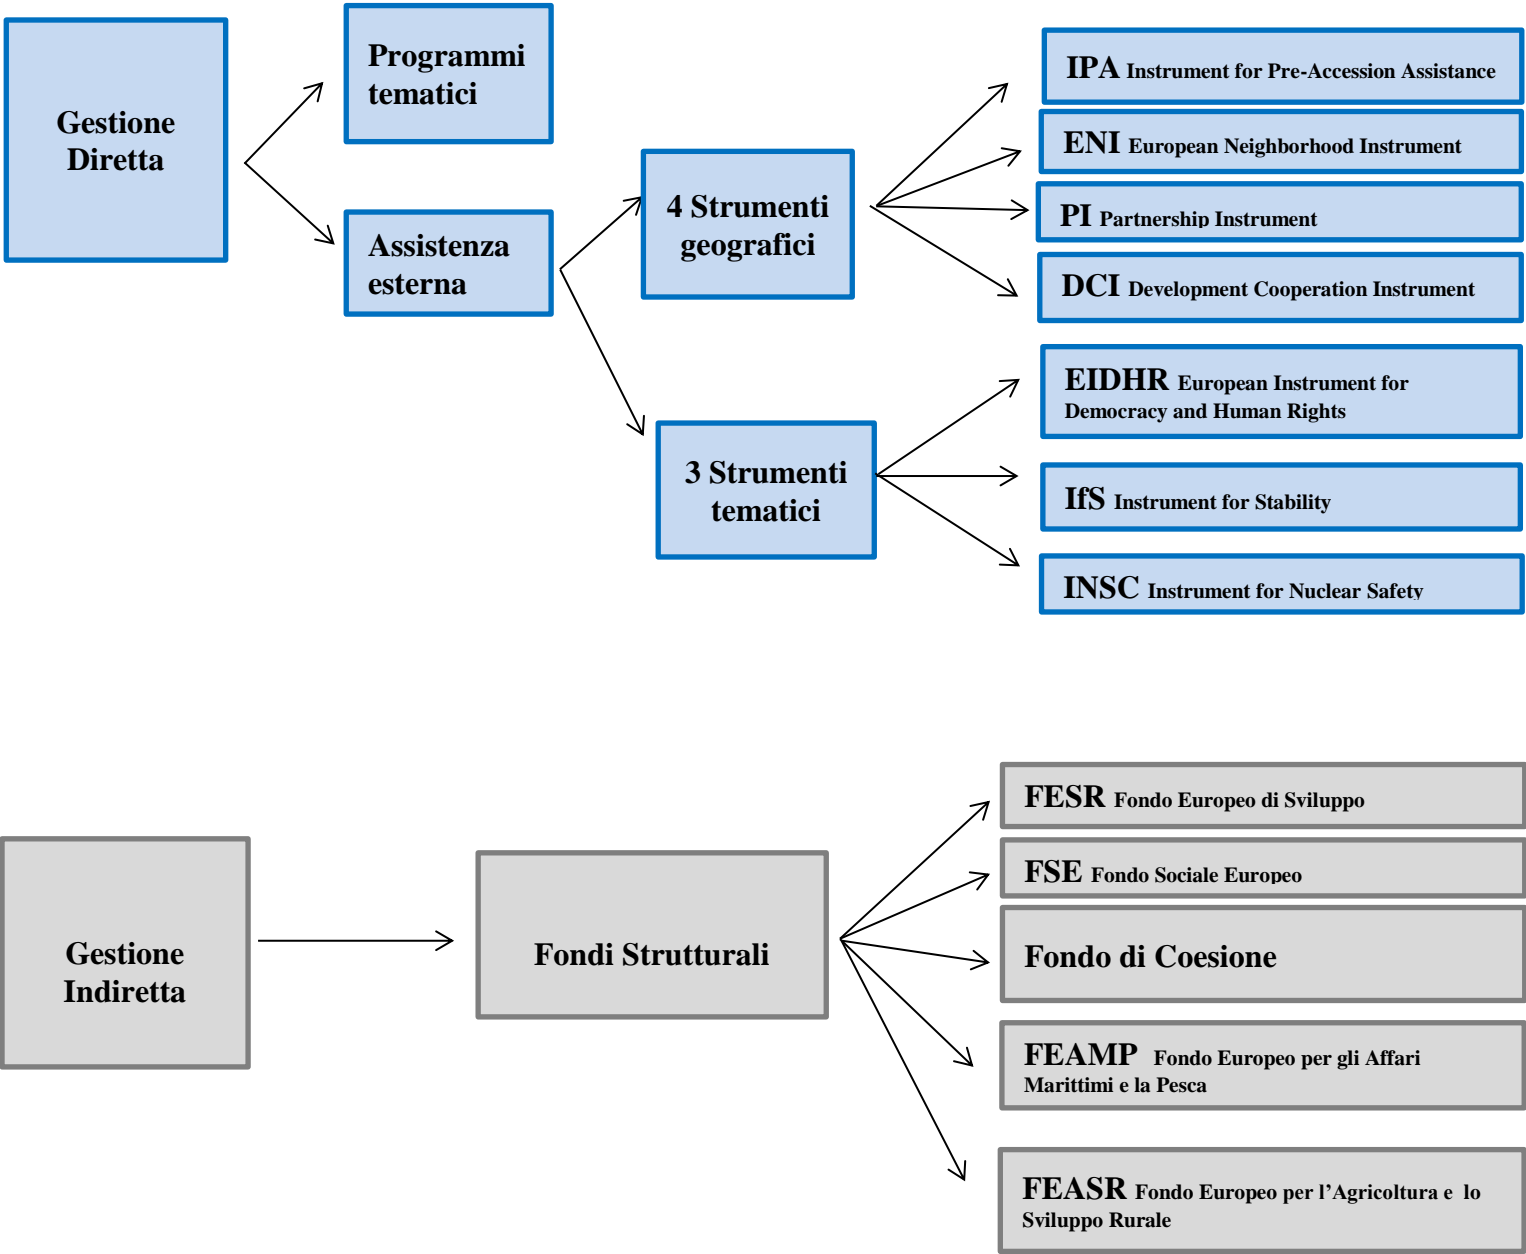 Gestione
Diretta
Programmi
tematici
Assistenza
esterna
4 Strumenti
geografici
3 Strumenti
tematici
IPA Instrument for Pre-Accession Assistance
ENI European Neighborhood Instrument
PI Partnership Instrument
DCI Development Cooperation Instrument
EIDHR European Instrument for
Democracy and Human Rights
IfS Instrument for Stability
INSC Instrument for Nuclear Safety
Gestione
Indiretta
Fondi Strutturali
FESR Fondo Europeo di Sviluppo
FSE Fondo Sociale Europeo
Fondo di Coesione
FEAMP Fondo Europeo per gli Affari
Marittimi e la Pesca
FEASR Fondo Europeo per l’Agricoltura e lo
Sviluppo Rurale